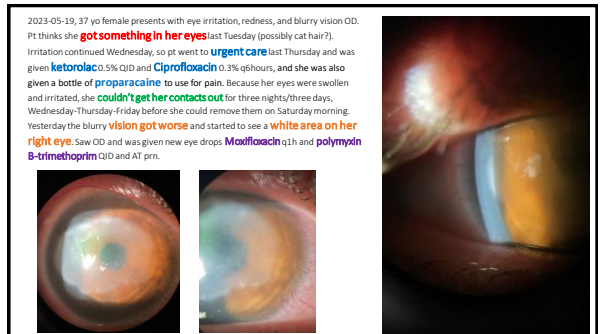 2023-05-19, 37 yo female presents with eye irritation, redness, and blurry vision OD.
Pt thinks she got something in her eyes last Tuesday (possibly cat hair?).
Irritation continued Wednesday, so pt went to urgent care last Thursday and was
given ketorolac 0.5% QID and Ciprofloxacin 0.3% q6hours, and she was also
given a bottle of proparacaine to use for pain. Because her eyes were swollen
and irritated, she couldn't get her contacts out for three nights/three days,
Wednesday-Thursday-Friday before she could remove them on Saturday morning.
Yesterday the blurry vision got worse and started to see a white area on her
right eye. Saw OD and was given new eye drops Moxifloxacin q1h and polymyxin
B-trimethoprim QID and AT prn.